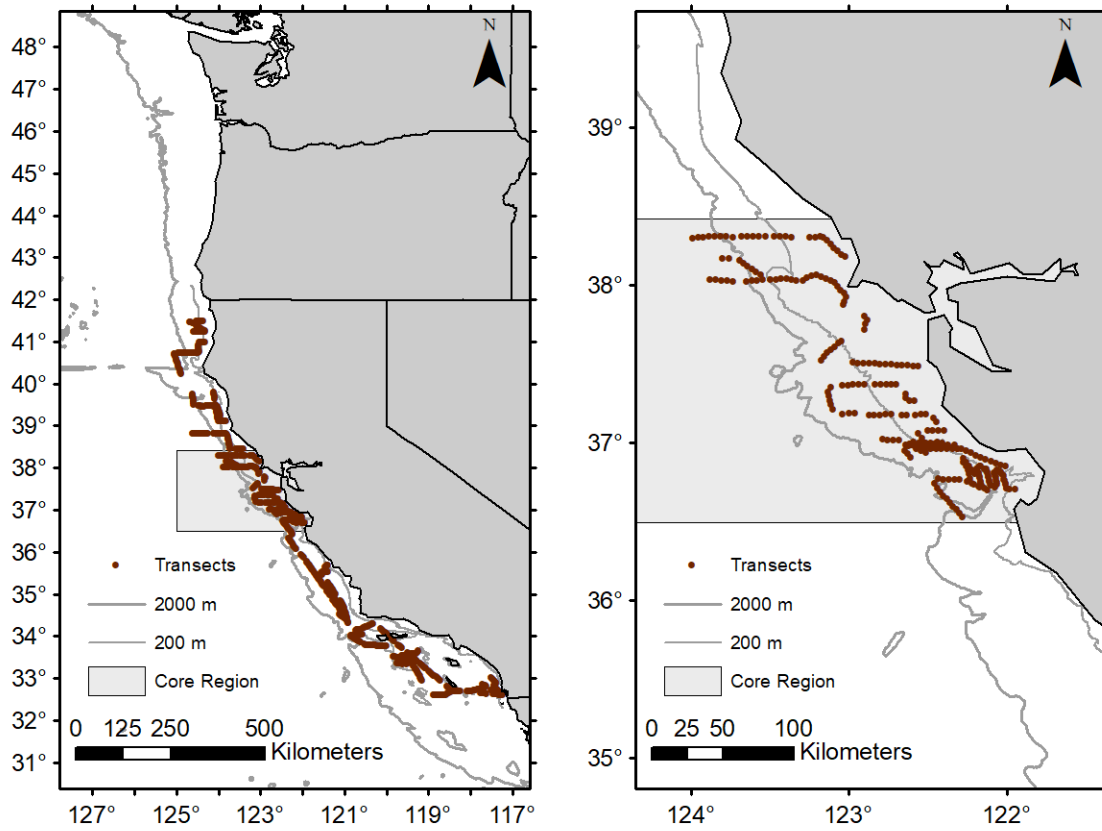 N
48°
47°
46°
45°
44°
43°
42°
41°
40°
39°
38°
37°
36°
35°
34°
33°
32°
31°
Transects
2000 m
200 m
Core Region
0 125 250 500
Kilometers
127° 125° 123° 121° 119° 117°
N
39°
38°
37°
36°
35°
Transects
2000 m
200 m
Core Region
0 25 50 100
Kilometers
124° 123° 122°